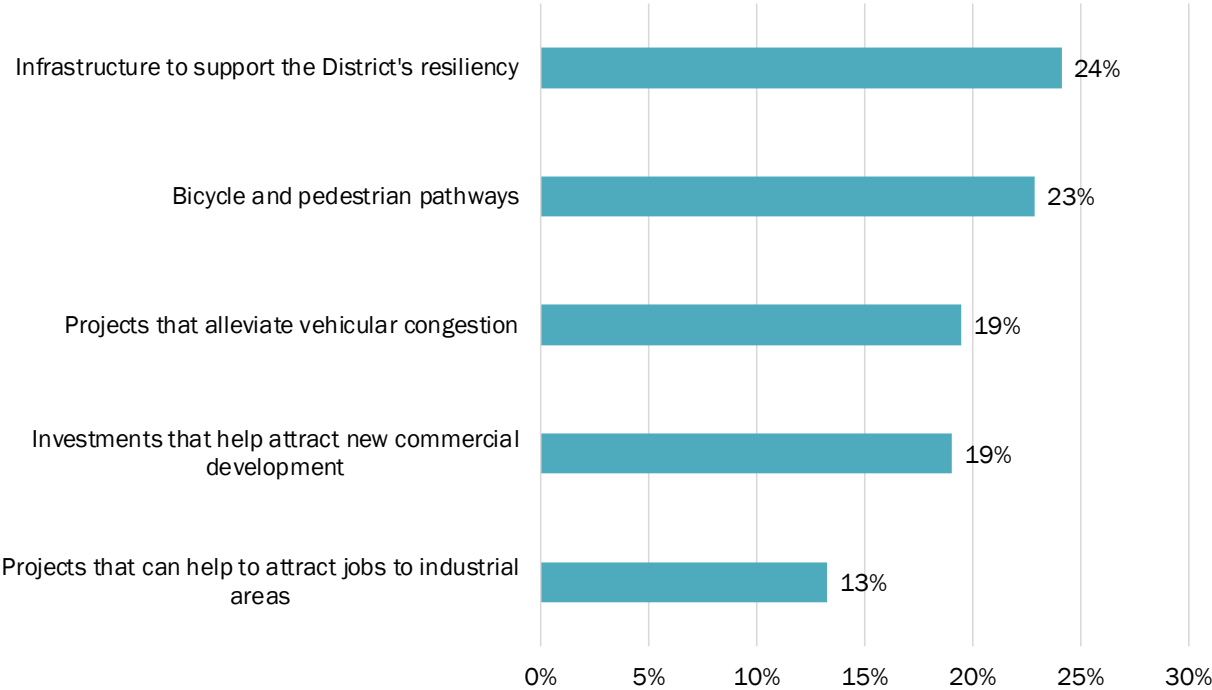 Infrastructure to support the District's resiliency
24%
Bicycle and pedestrian pathways
23%
Projects that alleviate vehicular congestion
19%
Investments that help attract new commercial
development
19%
Projects that can help to attract jobs to industrial
areas
13%
0% 5% 10% 15% 20% 25% 30%